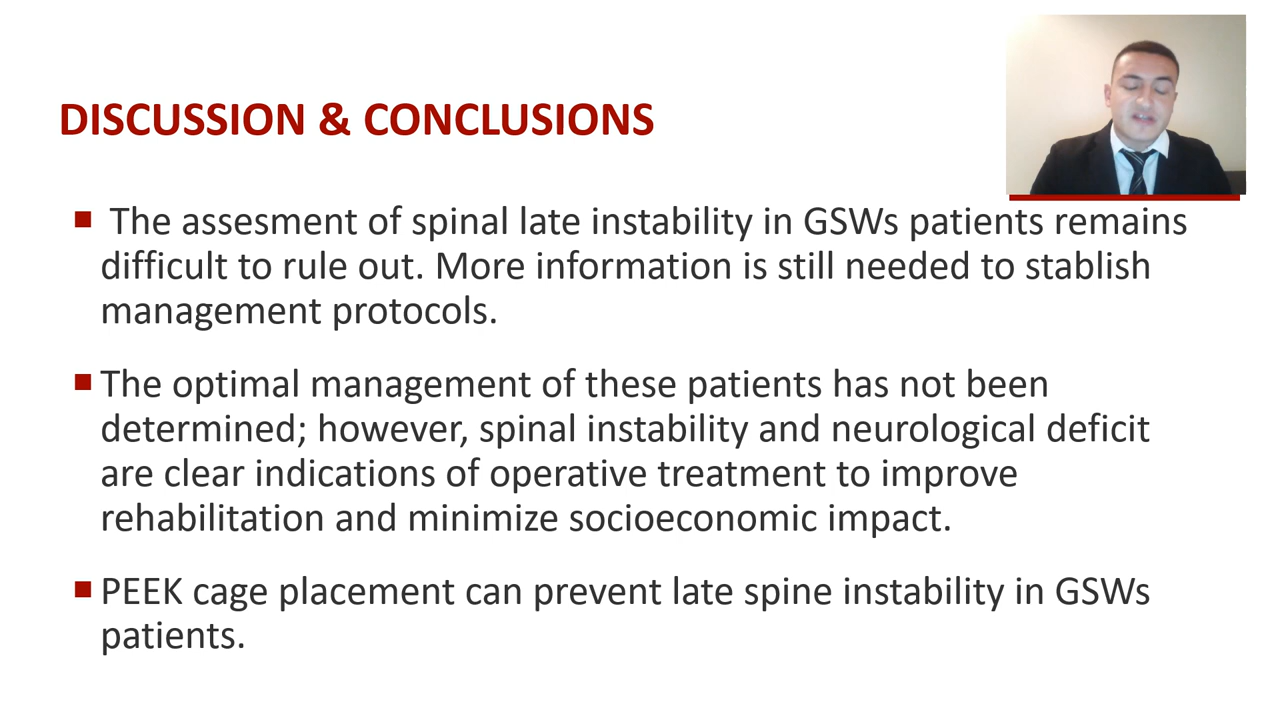 DISCUSSION & CONCLUSIONS
The assesment of spinal late instability in GSWs patients remains
difficult to rule out. More information is still needed to stablish
management protocols.
The optimal management of these patients has not been
determined; however, spinal instability and neurological deficit
are clear indications of operative treatment to improve
rehabilitation and minimize socioeconomic impact.
PEEK cage placement can prevent late spine instability in GSWs
patients.